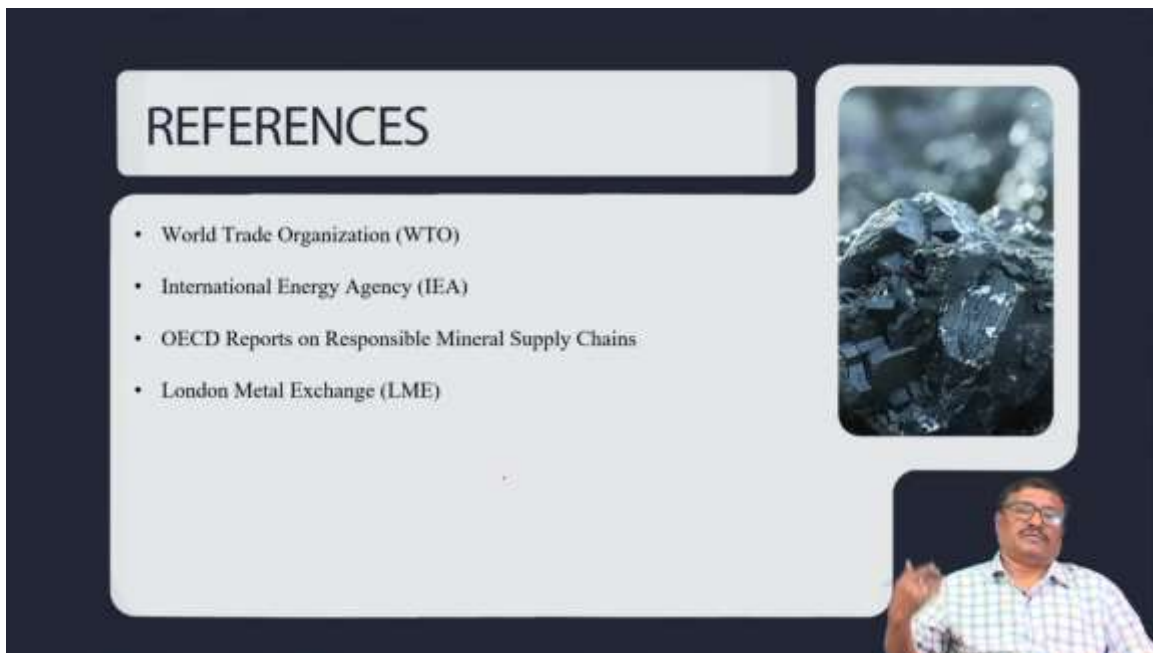 REFERENCES
• World Trade Organization (WTO)
• International Energy Agency (IEA)
• OECD Reports on Responsible Mineral Supply Chains
• London Metal Exchange (LME)